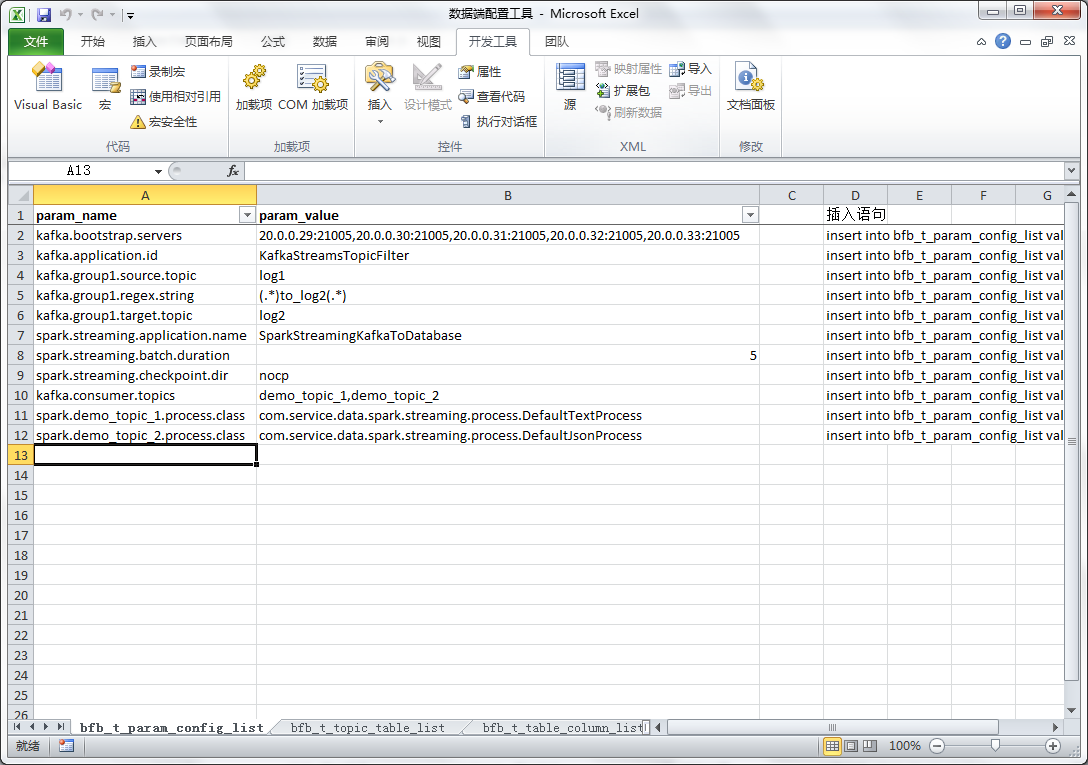 数据端配置工具 - Microsoft Excel
文件 开始 插入 页面布局 公式 数据 审阅 视图 开发工具 团队
Visual Basic 宏 录制宏 使用相对引用 宏安全性
加载项 COM 加载项
插入 设计模式 属性 查看代码 执行对话框
源 映射属性 扩展包 刷新数据 导入 导出
文档面板
代码 加载项 控件 XML 修改
A13 fx
A B C D E F G
1 param_name param_value 插入语句
2 kafka.bootstrap.servers 20.0.0.29:21005,20.0.0.30:21005,20.0.0.31:21005,20.0.0.32:21005,20.0.0.33:21005 insert into bfb_t_param_config_list val
3 kafka.application.id KafkaStreamsTopicFilter insert into bfb_t_param_config_list val
4 kafka.group1.source.topic log1 insert into bfb_t_param_config_list val
5 kafka.group1.regex.string (.*)to_log2(.*) insert into bfb_t_param_config_list val
6 kafka.group1.target.topic log2 insert into bfb_t_param_config_list val
7 spark.streaming.application.name SparkStreamingKafkaToDatabase insert into bfb_t_param_config_list val
8 spark.streaming.batch.duration 5 insert into bfb_t_param_config_list val
9 spark.streaming.checkpoint.dir nocp insert into bfb_t_param_config_list val
10 kafka.consumer.topics demo_topic_1,demo_topic_2 insert into bfb_t_param_config_list val
11 spark.demo_topic_1.process.class com.service.data.spark.streaming.process.DefaultTextProcess insert into bfb_t_param_config_list val
12 spark.demo_topic_2.process.class com.service.data.spark.streaming.process.DefaultJsonProcess insert into bfb_t_param_config_list val
13
14
15
16
17
18
19
20
21
22
23
24
25
26
bfb_t_param_config_list bfb_t_topic_table_list bfb_t_table_column_list
就绪 100%